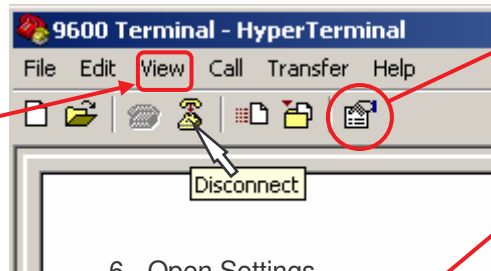 9600 Terminal - HyperTerminal
File Edit View Call Transfer Help
Disconnect
6. Open Settings